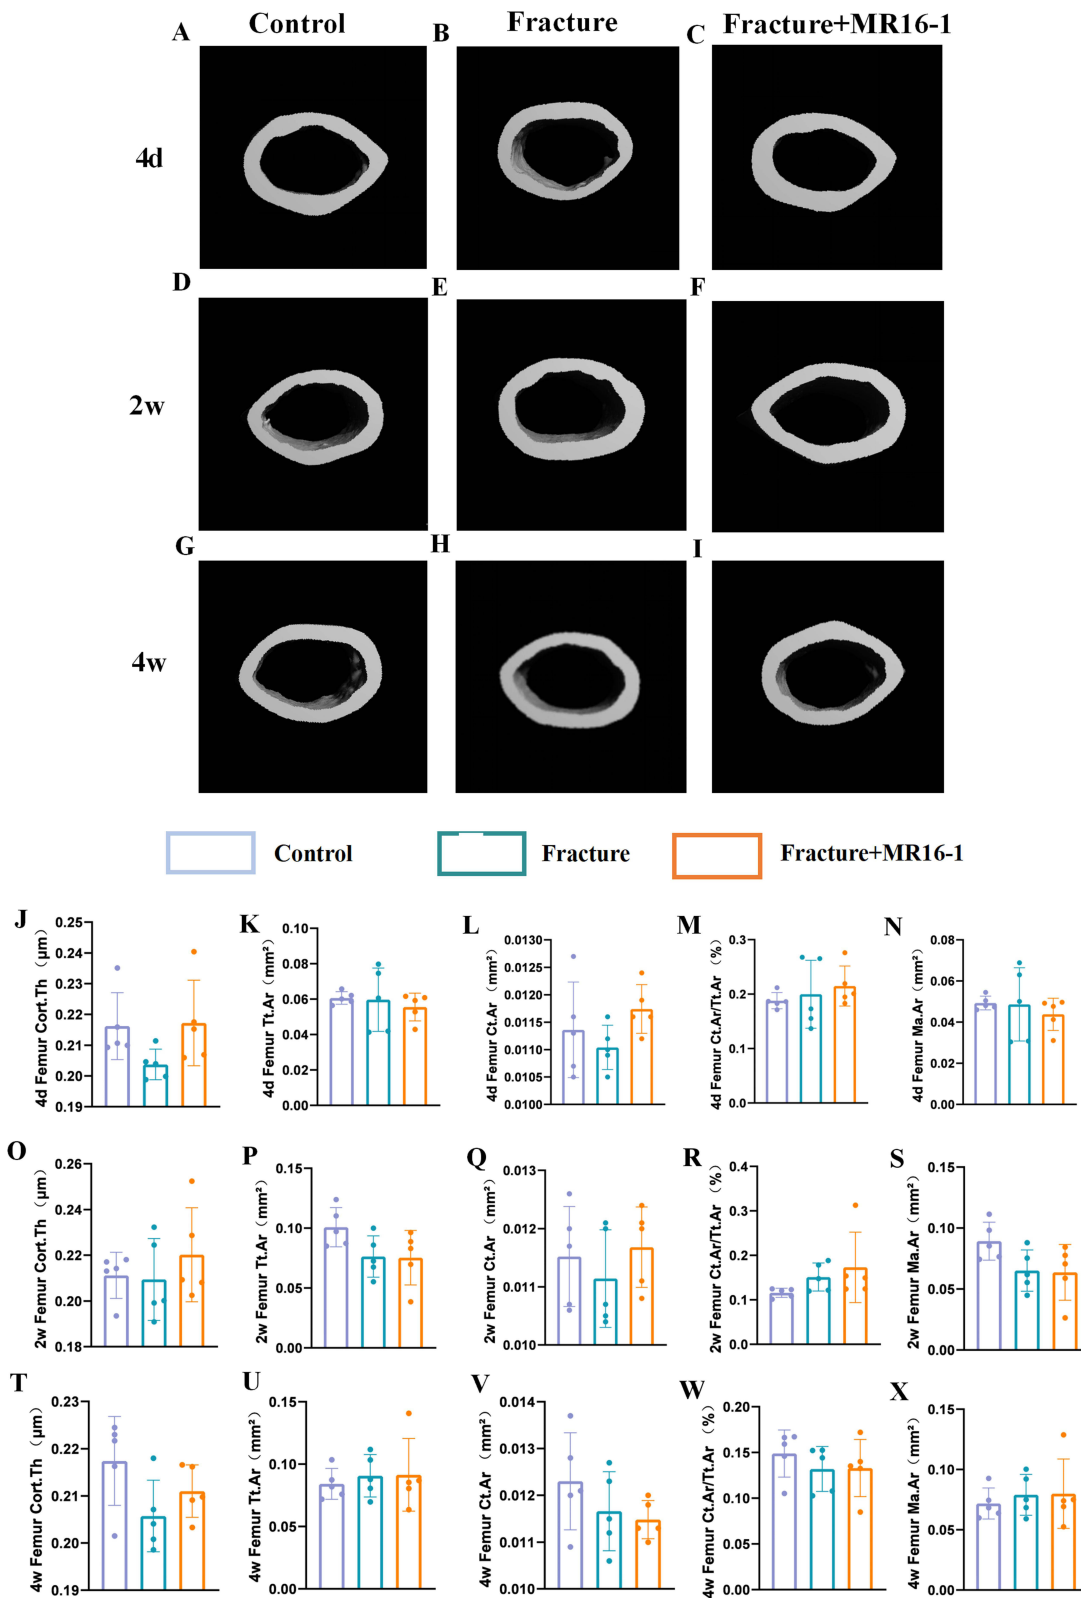 Control Fracture Fracture+MR16-1
A B C
4d
D E F
2w
G H I
4w
Control Fracture Fracture+MR16-1
J
4d Femur Cort.Th（μm）
0.25
0.24
0.23
0.22
0.21
0.20
0.19
K
4d Femur Tt.Ar（mm²）
0.10
0.08
0.06
0.04
0.02
0.00
L
4d Femur Ct.Ar（mm²）
0.0130
0.0125
0.0120
0.0115
0.0110
0.0105
0.0100
M
4d Femur Ct.Ar/Tt.Ar（%）
0.3
0.2
0.1
0.0
N
4d Femur Ma.Ar（mm²）
0.08
0.06
0.04
0.02
0.00
O
2w Femur Cort.Th（μm）
0.26
0.24
0.22
0.20
0.18
P
2w Femur Tt.Ar（mm²）
0.15
0.10
0.05
0.00
Q
2w Femur Ct.Ar（mm²）
0.013
0.012
0.011
0.010
R
2w Femur Ct.Ar/Tt.Ar（%）
0.4
0.3
0.2
0.1
0.0
S
2w Femur Ma.Ar（mm²）
0.15
0.10
0.05
0.00
T
4w Femur Cort.Th（μm）
0.23
0.22
0.21
0.20
0.19
U
4w Femur Tt.Ar（mm²）
0.15
0.10
0.05
0.00
V
4w Femur Ct.Ar（mm²）
0.014
0.013
0.012
0.011
0.010
W
4w Femur Ct.Ar/Tt.Ar（%）
0.20
0.15
0.10
0.05
0.00
X
4w Femur Ma.Ar（mm²）
0.15
0.10
0.05
0.00